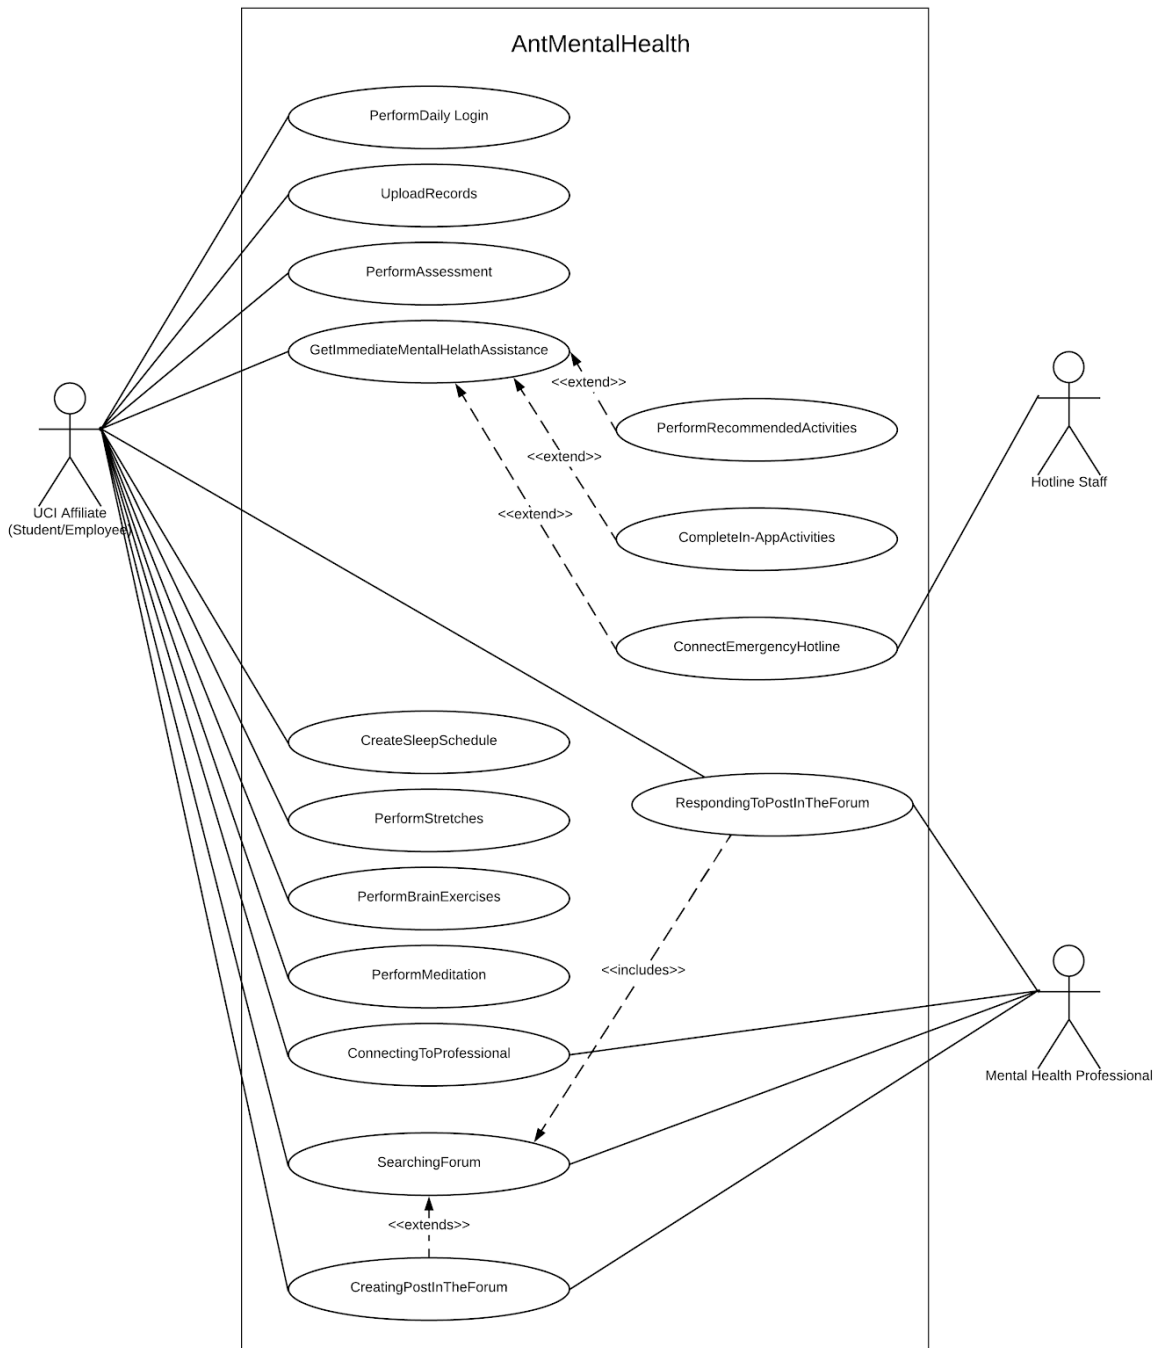 AntMentalHealth
PerformDaily Login
UploadRecords
PerformAssessment
GetImmediateMentalHelathAssistance
<<extend>>
PerformRecommendedActivities
<<extend>>
Hotline Staff
UCI Affiliate
(Student/Employee)
<<extend>>
CompleteIn-AppActivities
ConnectEmergencyHotline
CreateSleepSchedule
RespondingToPostInTheForum
PerformStretches
PerformBrainExercises
PerformMeditation
<<includes>>
ConnectingToProfessional
Mental Health Professional
SearchingForum
<<extends>>
CreatingPostInTheForum